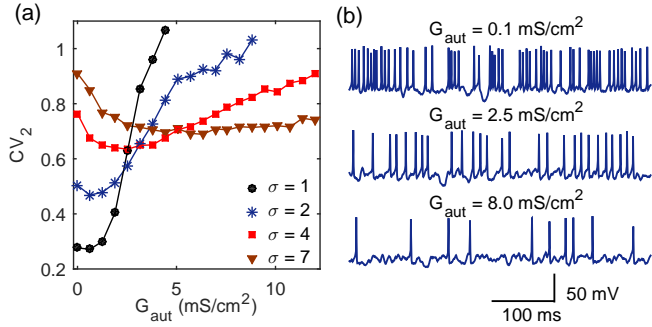 (a)
CV2
1
0.8
0.6
0.4
0.2
0
5
10
Gaut (mS/cm²)
σ = 1
σ = 2
σ = 4
σ = 7
(b)
Gaut = 0.1 mS/cm²
Gaut = 2.5 mS/cm²
Gaut = 8.0 mS/cm²
50 mV
100 ms